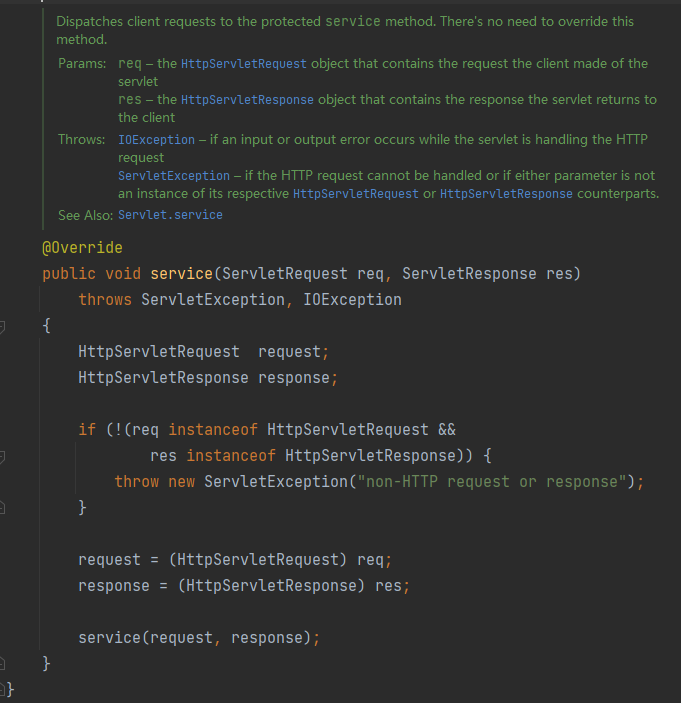 Dispatches client requests to the protected service method. There's no need to override this
method.
Params: req – the HttpServletRequest object that contains the request the client made of the
servlet
res – the HttpServletResponse object that contains the response the servlet returns to
the client
Throws: IOException – if an input or output error occurs while the servlet is handling the HTTP
request
ServletException – if the HTTP request cannot be handled or if either parameter is not
an instance of its respective HttpServletRequest or HttpServletResponse counterparts.
See Also: Servlet.service
@Override
public void service(ServletRequest req, ServletResponse res)
    throws ServletException, IOException
{
    HttpServletRequest  request;
    HttpServletResponse response;

    if (!(req instanceof HttpServletRequest &&
            res instanceof HttpServletResponse)) {
        throw new ServletException("non-HTTP request or response");
    }

    request = (HttpServletRequest) req;
    response = (HttpServletResponse) res;

    service(request, response);
}
}